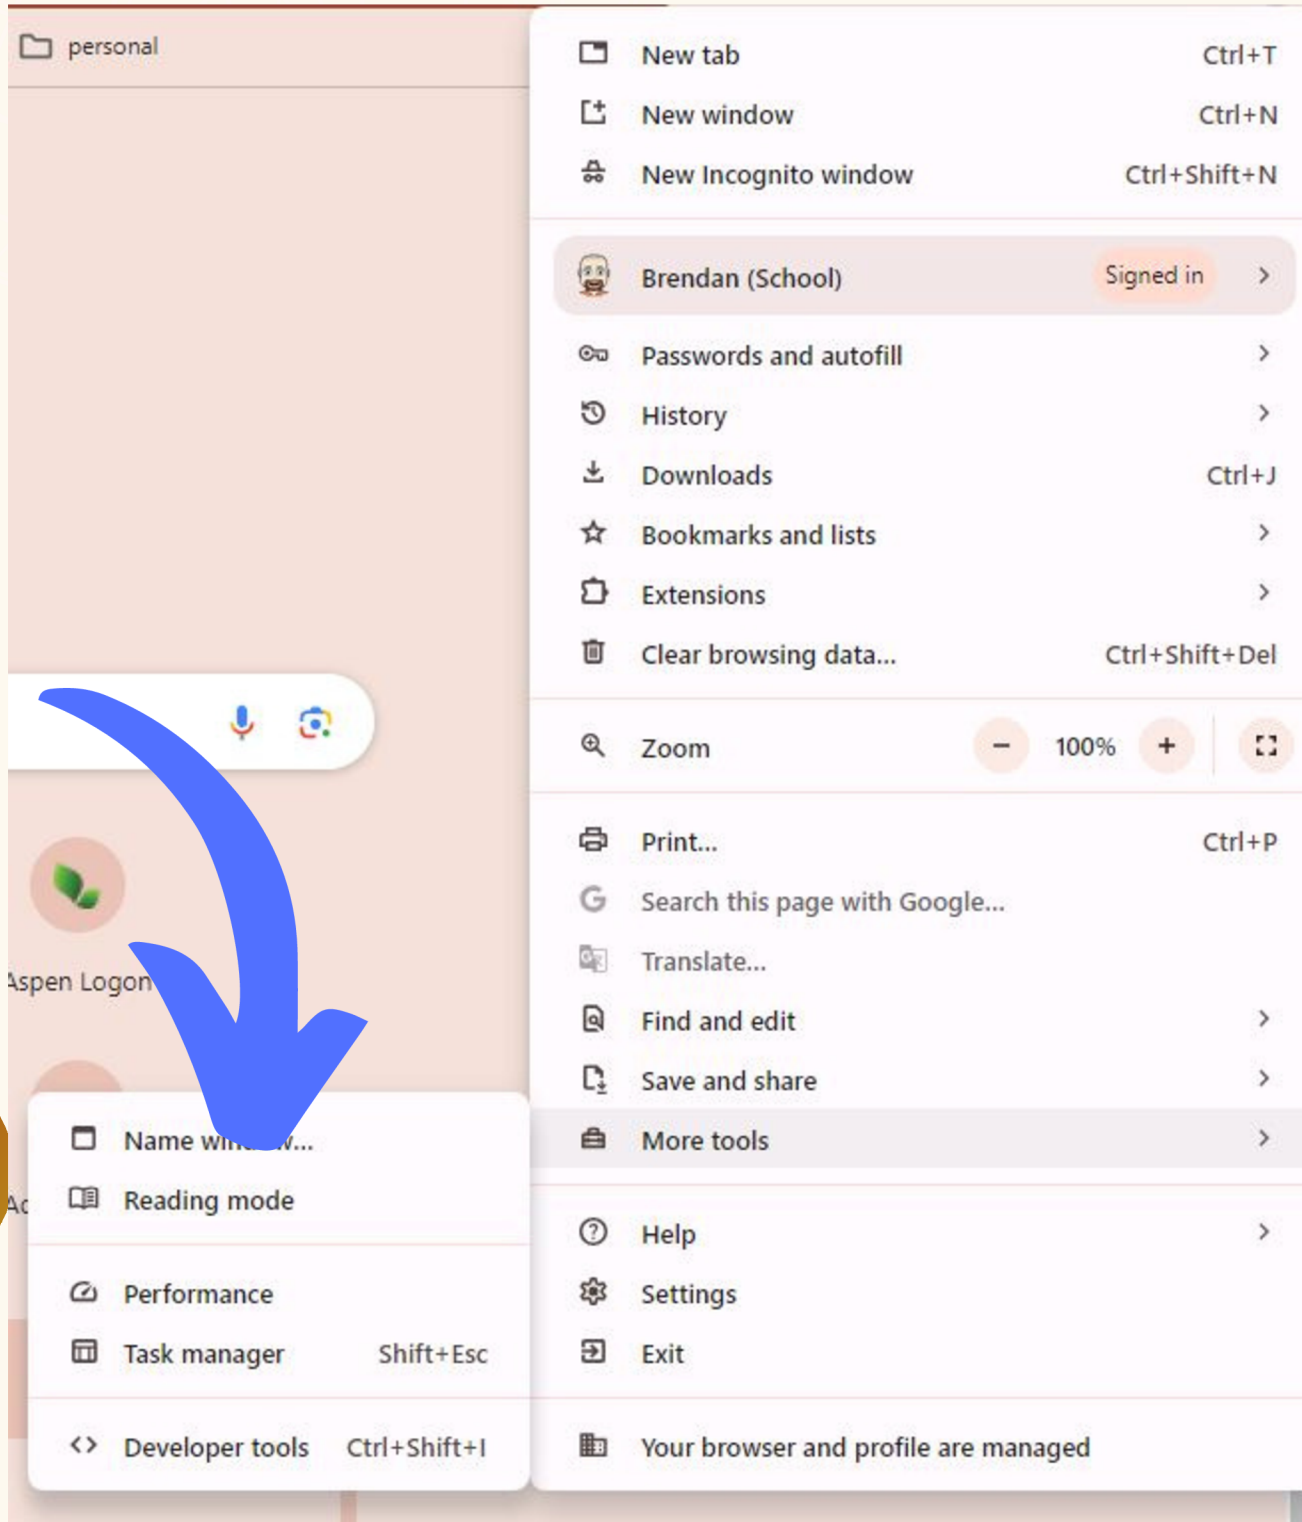 personal
New tab Ctrl+T
New window Ctrl+N
New Incognito window Ctrl+Shift+N
Brendan (School) Signed in
Passwords and autofill
History
Downloads Ctrl+J
Bookmarks and lists
Extensions
Clear browsing data... Ctrl+Shift+Del
Zoom 100%
Print... Ctrl+P
Search this page with Google...
Translate...
Find and edit
Save and share
More tools
Help
Settings
Exit
Your browser and profile are managed
Aspen Logon
Name window...
Reading mode
Performance
Task manager Shift+Esc
Developer tools Ctrl+Shift+I